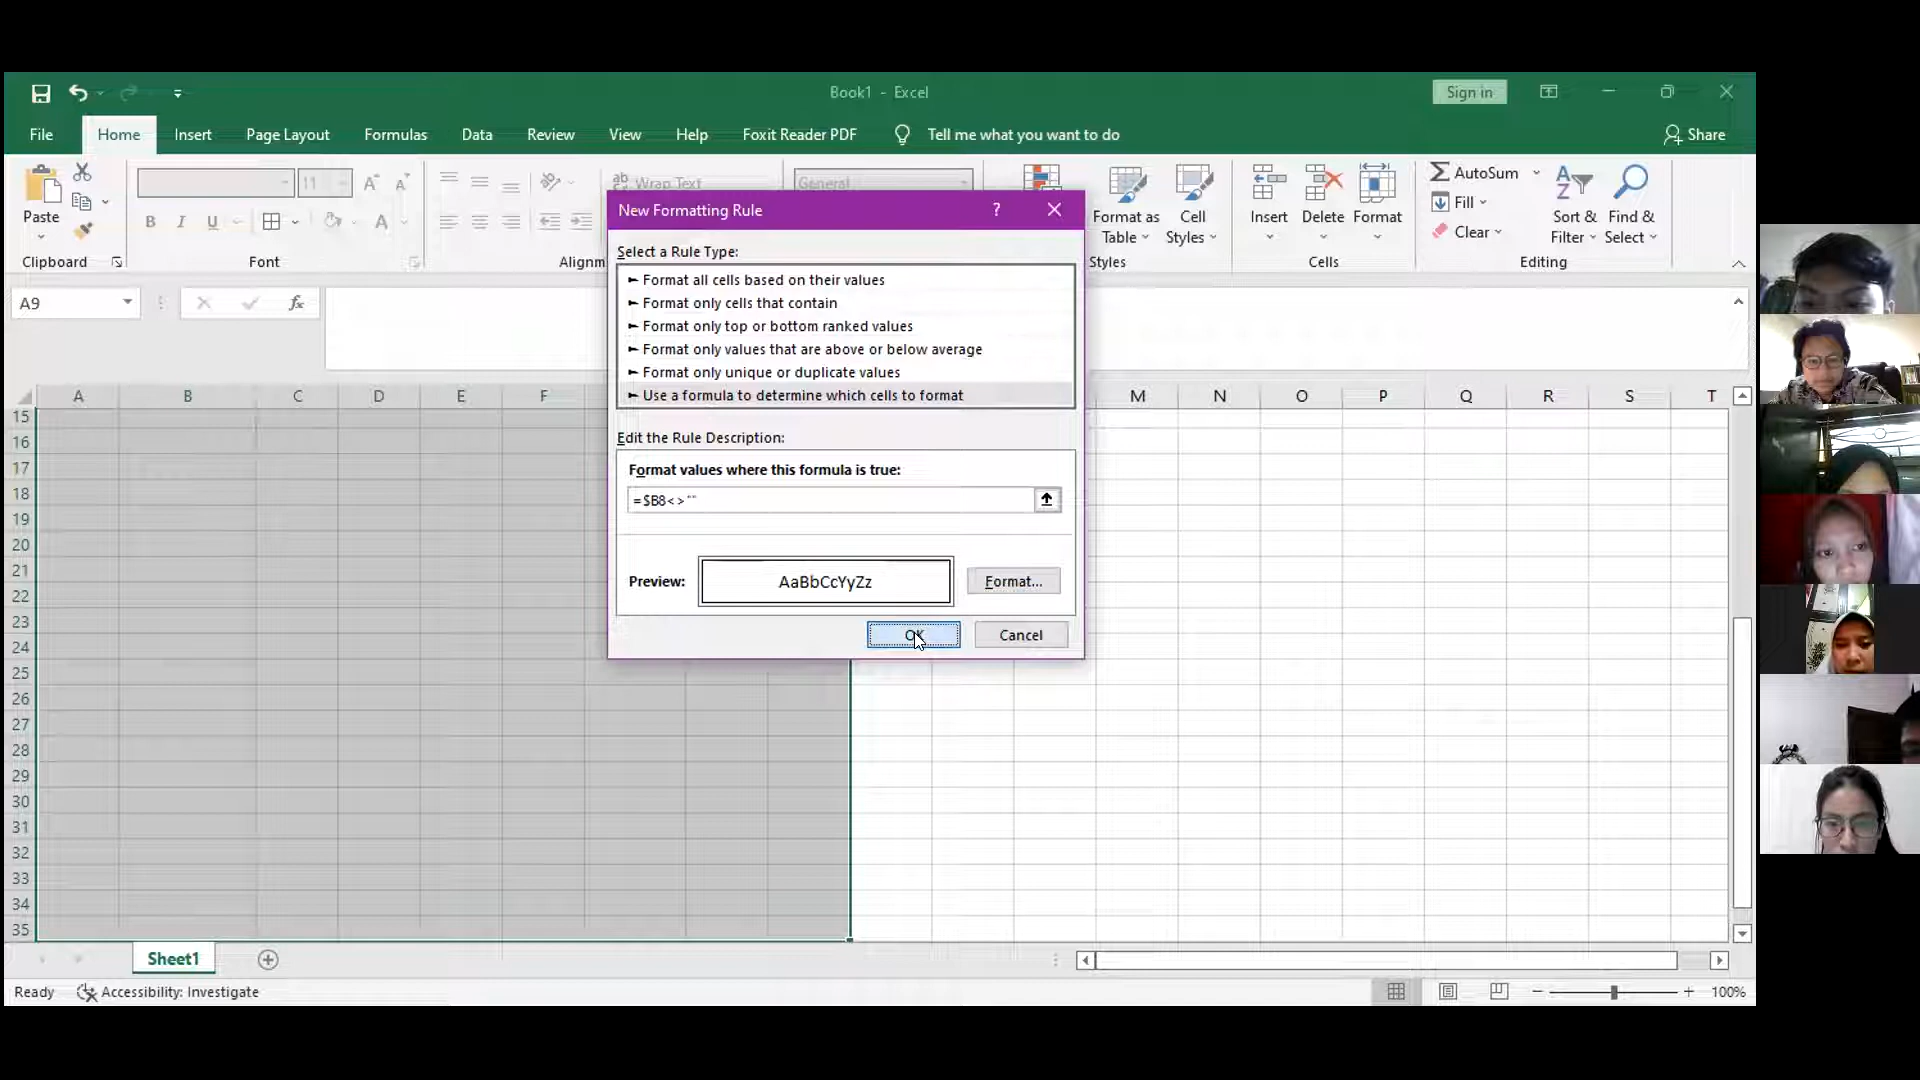 Book1 - Excel
Sign in
File Home Insert Page Layout Formulas Data Review View Help Foxit Reader PDF Tell me what you want to do Share
Paste
Clipboard
11
B I U
A
Font
ab Wrap Text
Alignm
General
Format as Table
Cell Styles
Styles
Insert
Delete
Format
Cells
AutoSum
Fill
Clear
Sort & Filter
Find & Select
Editing
A9
fx
New Formatting Rule ?
Select a Rule Type:
► Format all cells based on their values
► Format only cells that contain
► Format only top or bottom ranked values
► Format only values that are above or below average
► Format only unique or duplicate values
► Use a formula to determine which cells to format
Edit the Rule Description:
Format values where this formula is true:
=$B8<>""
Preview: AaBbCcYyZz Format...
OK Cancel
A B C D E F M N O P Q R S T
15
16
17
18
19
20
21
22
23
24
25
26
27
28
29
30
31
32
33
34
35
Sheet1
Ready Accessibility: Investigate 100%